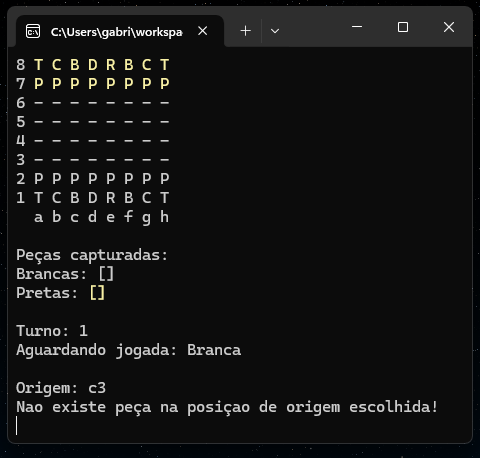 C:\Users\gabri\workspa
8 T C B D R B C T
7 P P P P P P P P
6 - - - - - - - -
5 - - - - - - - -
4 - - - - - - - -
3 - - - - - - - -
2 P P P P P P P P
1 T C B D R B C T
a b c d e f g h
Peças capturadas:
Brancas: []
Pretas: []
Turno: 1
Aguardando jogada: Branca
Origem: c3
Nao existe peça na posiçao de origem escolhida!